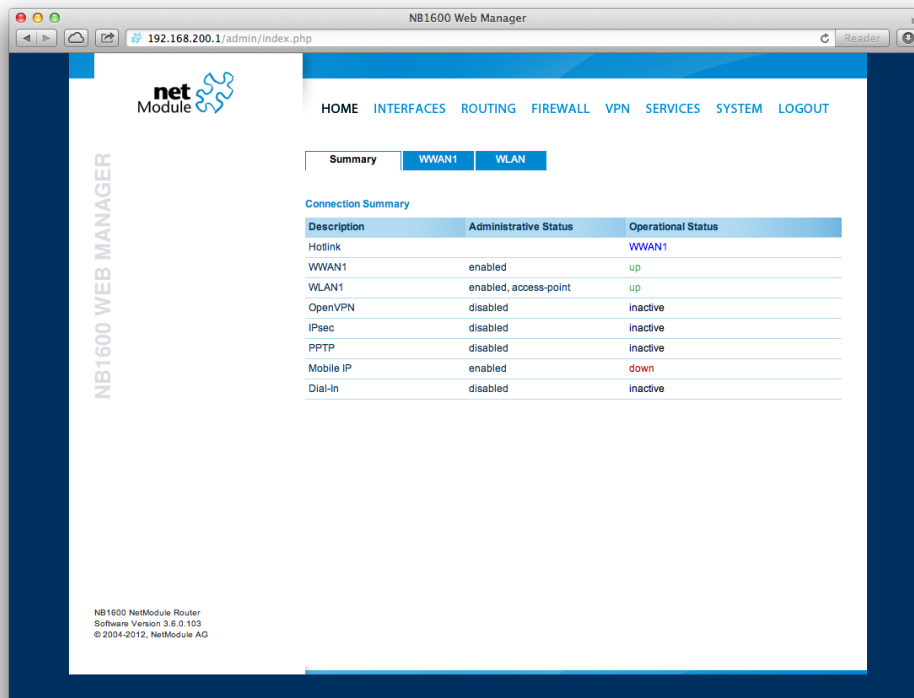 NB1600 Web Manager
192.168.200.1/admin/index.php
Reader
net
Module
HOME INTERFACES ROUTING FIREWALL VPN SERVICES SYSTEM LOGOUT
NB1600 WEB MANAGER
Summary WWAN1 WLAN
Connection Summary
Description Administrative Status Operational Status
Hotlink WWAN1
WWAN1 enabled up
WLAN1 enabled, access-point up
OpenVPN disabled inactive
IPsec disabled inactive
PPTP disabled inactive
Mobile IP enabled down
Dial-In disabled inactive
NB1600 NetModule Router
Software Version 3.6.0.103
© 2004-2012, NetModule AG